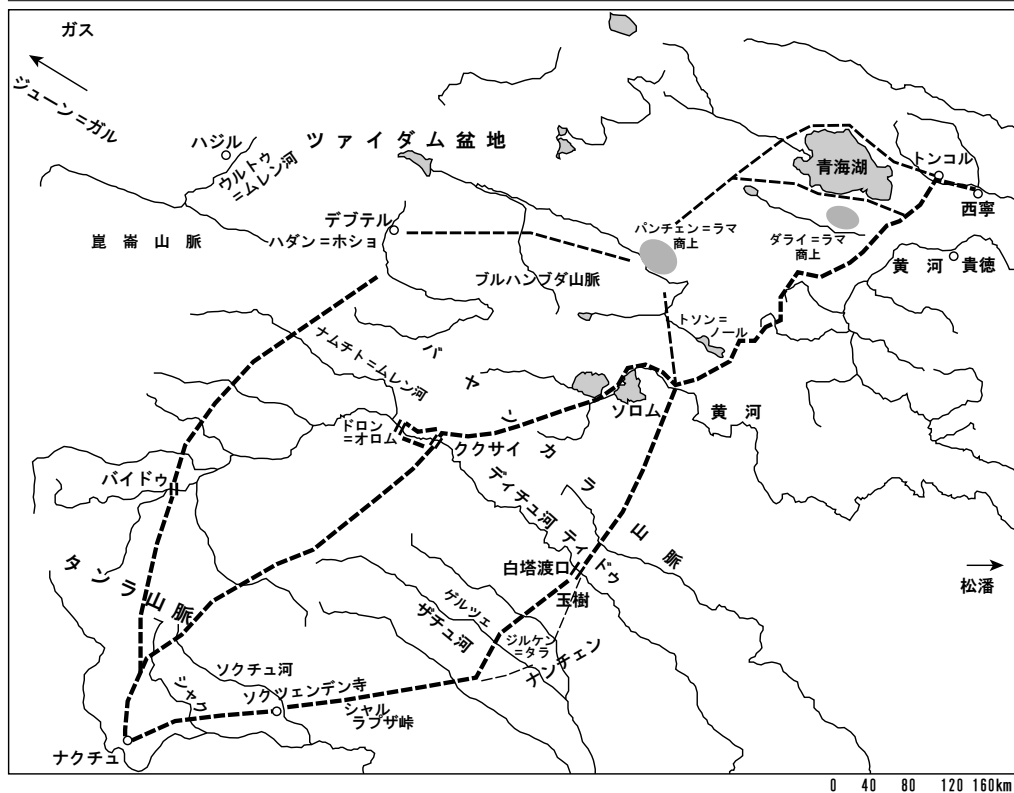 ガス
ジューン=ガル
ハジル
ウルトゥ
=ムレン河
ツァイダム盆地
青海湖
トンコル
西寧
デブテル
ハダン=ホショ
崑崙山脈
パンチェン=ラマ
商上
ダライ=ラマ
商上
黄河
貴徳
ブルハンブダ山脈
トソン=
ノール
ナムチト=ムレン河
バヤンカラ山脈
ソロム
黄河
ドロン
=オロム
ククサイ
バイドゥ
ディチュ河
ティドゥ
白塔渡口
玉樹
松潘
タンラ山脈
ゲルツェ
ザチュ河
ジルケン
=タラ
ナンチェン
ソクチュ河
ソクツェンデン寺
シャク
シャル
ラプザ峠
ナクチュ
0 40 80 120 160km